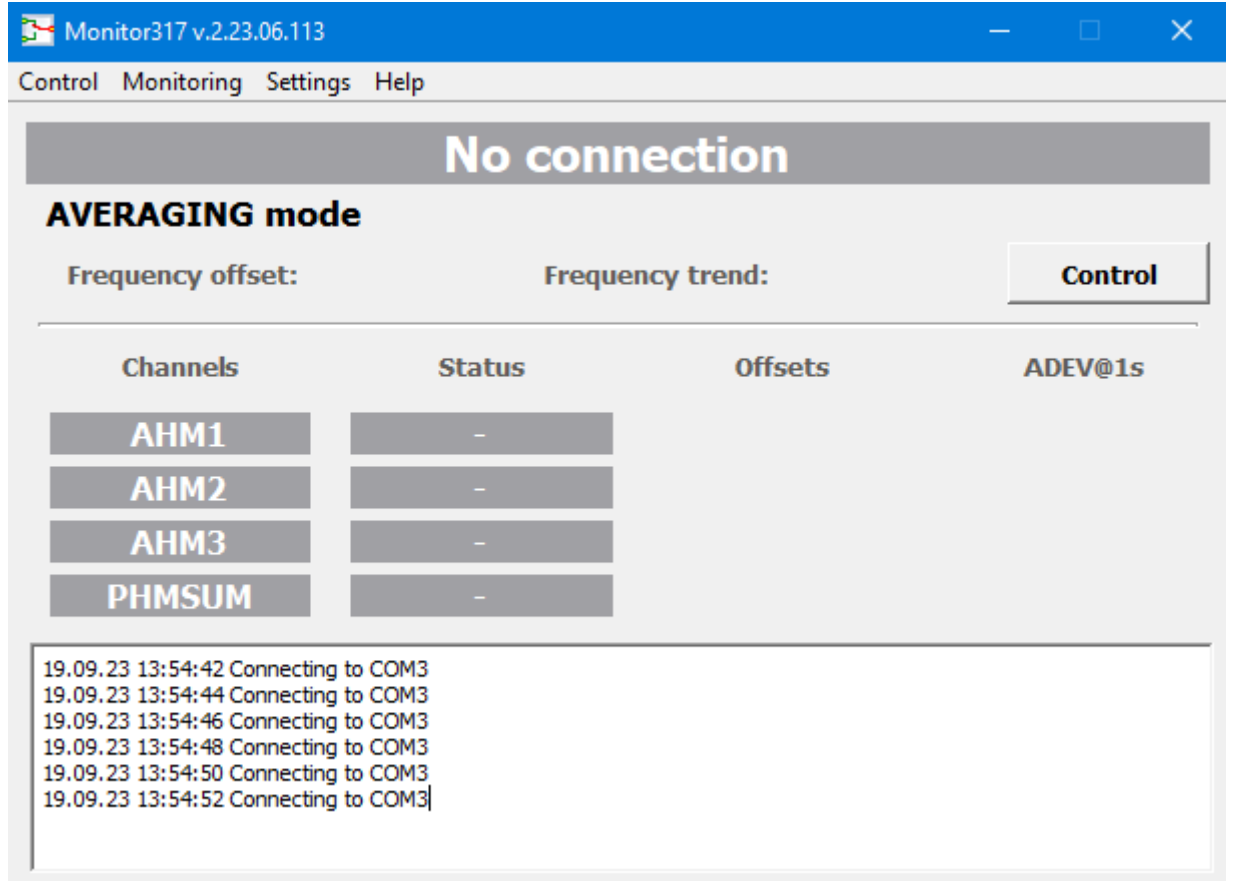 Monitor317 v.2.23.06.113
Control Monitoring Settings Help
No connection
AVERAGING mode
Frequency offset: Frequency trend: Control
Channels Status Offsets ADEV@1s
AHM1 -
AHM2 -
AHM3 -
PHMSUM -
19.09.23 13:54:42 Connecting to COM3
19.09.23 13:54:44 Connecting to COM3
19.09.23 13:54:46 Connecting to COM3
19.09.23 13:54:48 Connecting to COM3
19.09.23 13:54:50 Connecting to COM3
19.09.23 13:54:52 Connecting to COM3